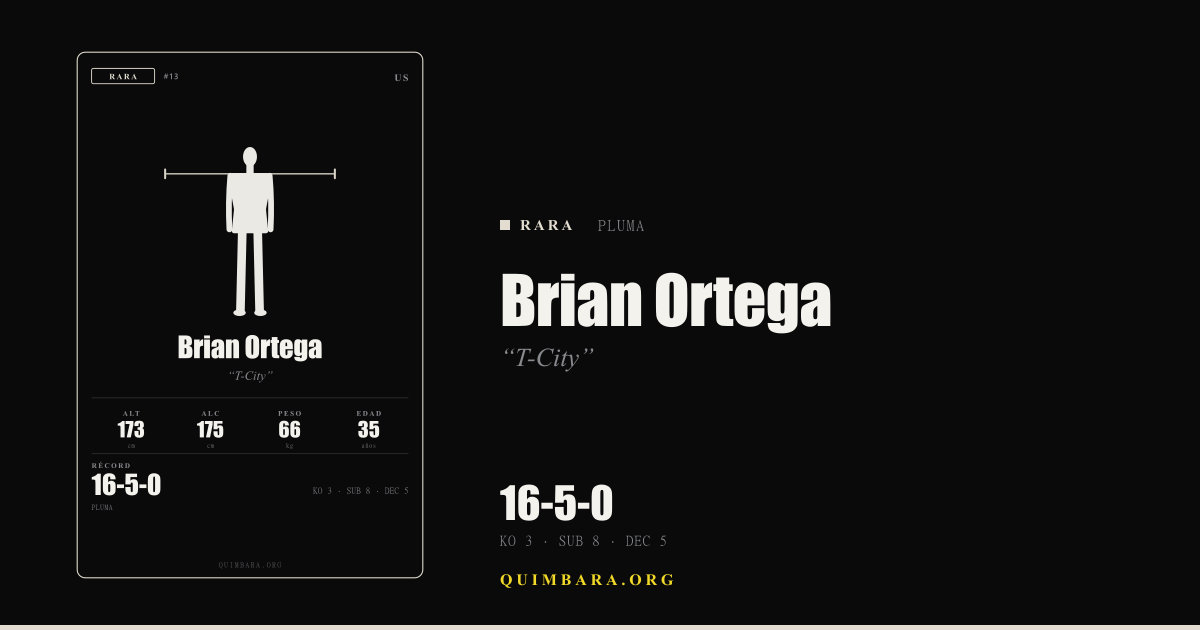 RARA #13 US
Brian Ortega
“T-City”
ALT ALC PESO EDAD
173 175 66 35
cm cm kg años
RÉCORD
16-5-0
KO 3 · SUB 8 · DEC 5
PLUMA
QUIMBARA.ORG
RARA PLUMA
Brian Ortega
“T-City”
16-5-0
KO 3 · SUB 8 · DEC 5
QUIMBARA.ORG